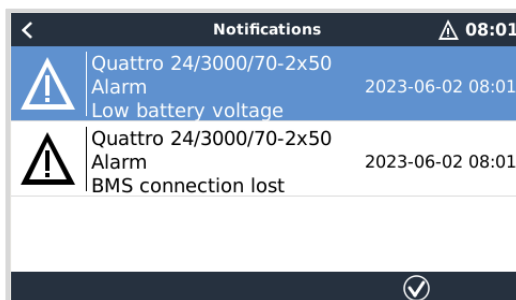 Notifications
08:01
Quattro 24/3000/70-2x50
Alarm
2023-06-02 08:01
Low battery voltage
Quattro 24/3000/70-2x50
Alarm
2023-06-02 08:01
BMS connection lost